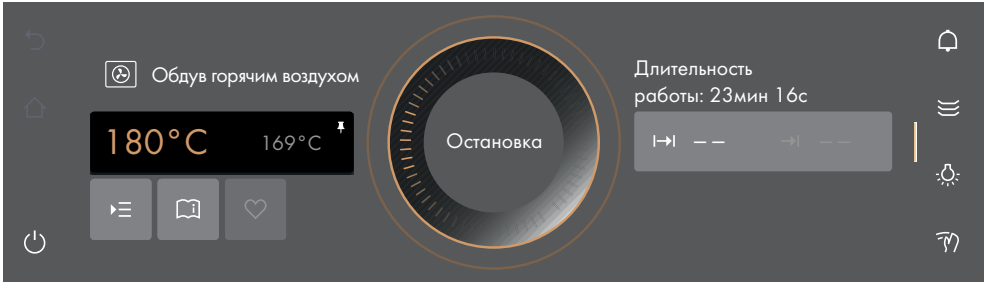 Обдув горячим воздухом
180°C
169°C
Остановка
Длительность
работы: 23мин 16с
-- 
--